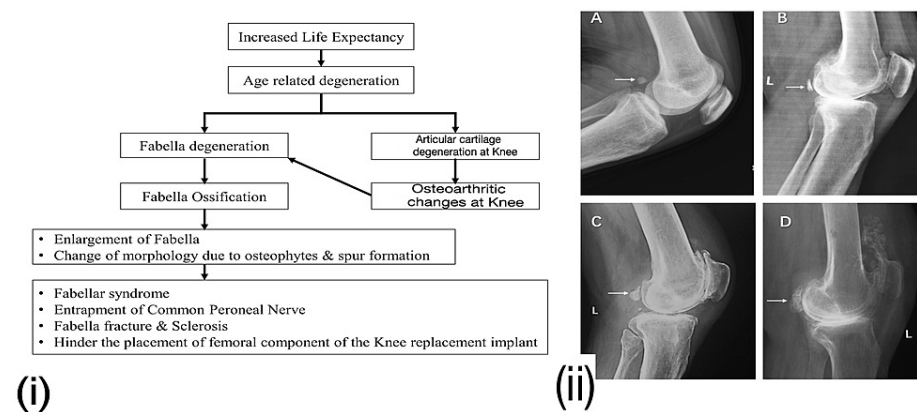 Increased Life Expectancy
Age related degeneration
Fabella degeneration
Articular cartilage
degeneration at Knee
Fabella Ossification
Osteoarthritic
changes at Knee
• Enlargement of Fabella
• Change of morphology due to osteophytes & spur formation
• Fabellar syndrome
• Entrapment of Common Peroneal Nerve
• Fabella fracture & Sclerosis
• Hinder the placement of femoral component of the Knee replacement implant
(i)
A
B
L
C
L
D
L
(ii)